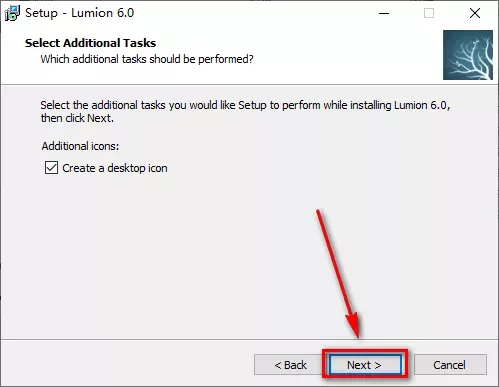 Setup - Lumion 6.0
Select Additional Tasks
Which additional tasks should be performed?
Select the additional tasks you would like Setup to perform while installing Lumion 6.0,
then click Next.
Additional icons:
Create a desktop icon
< Back Next > Cancel